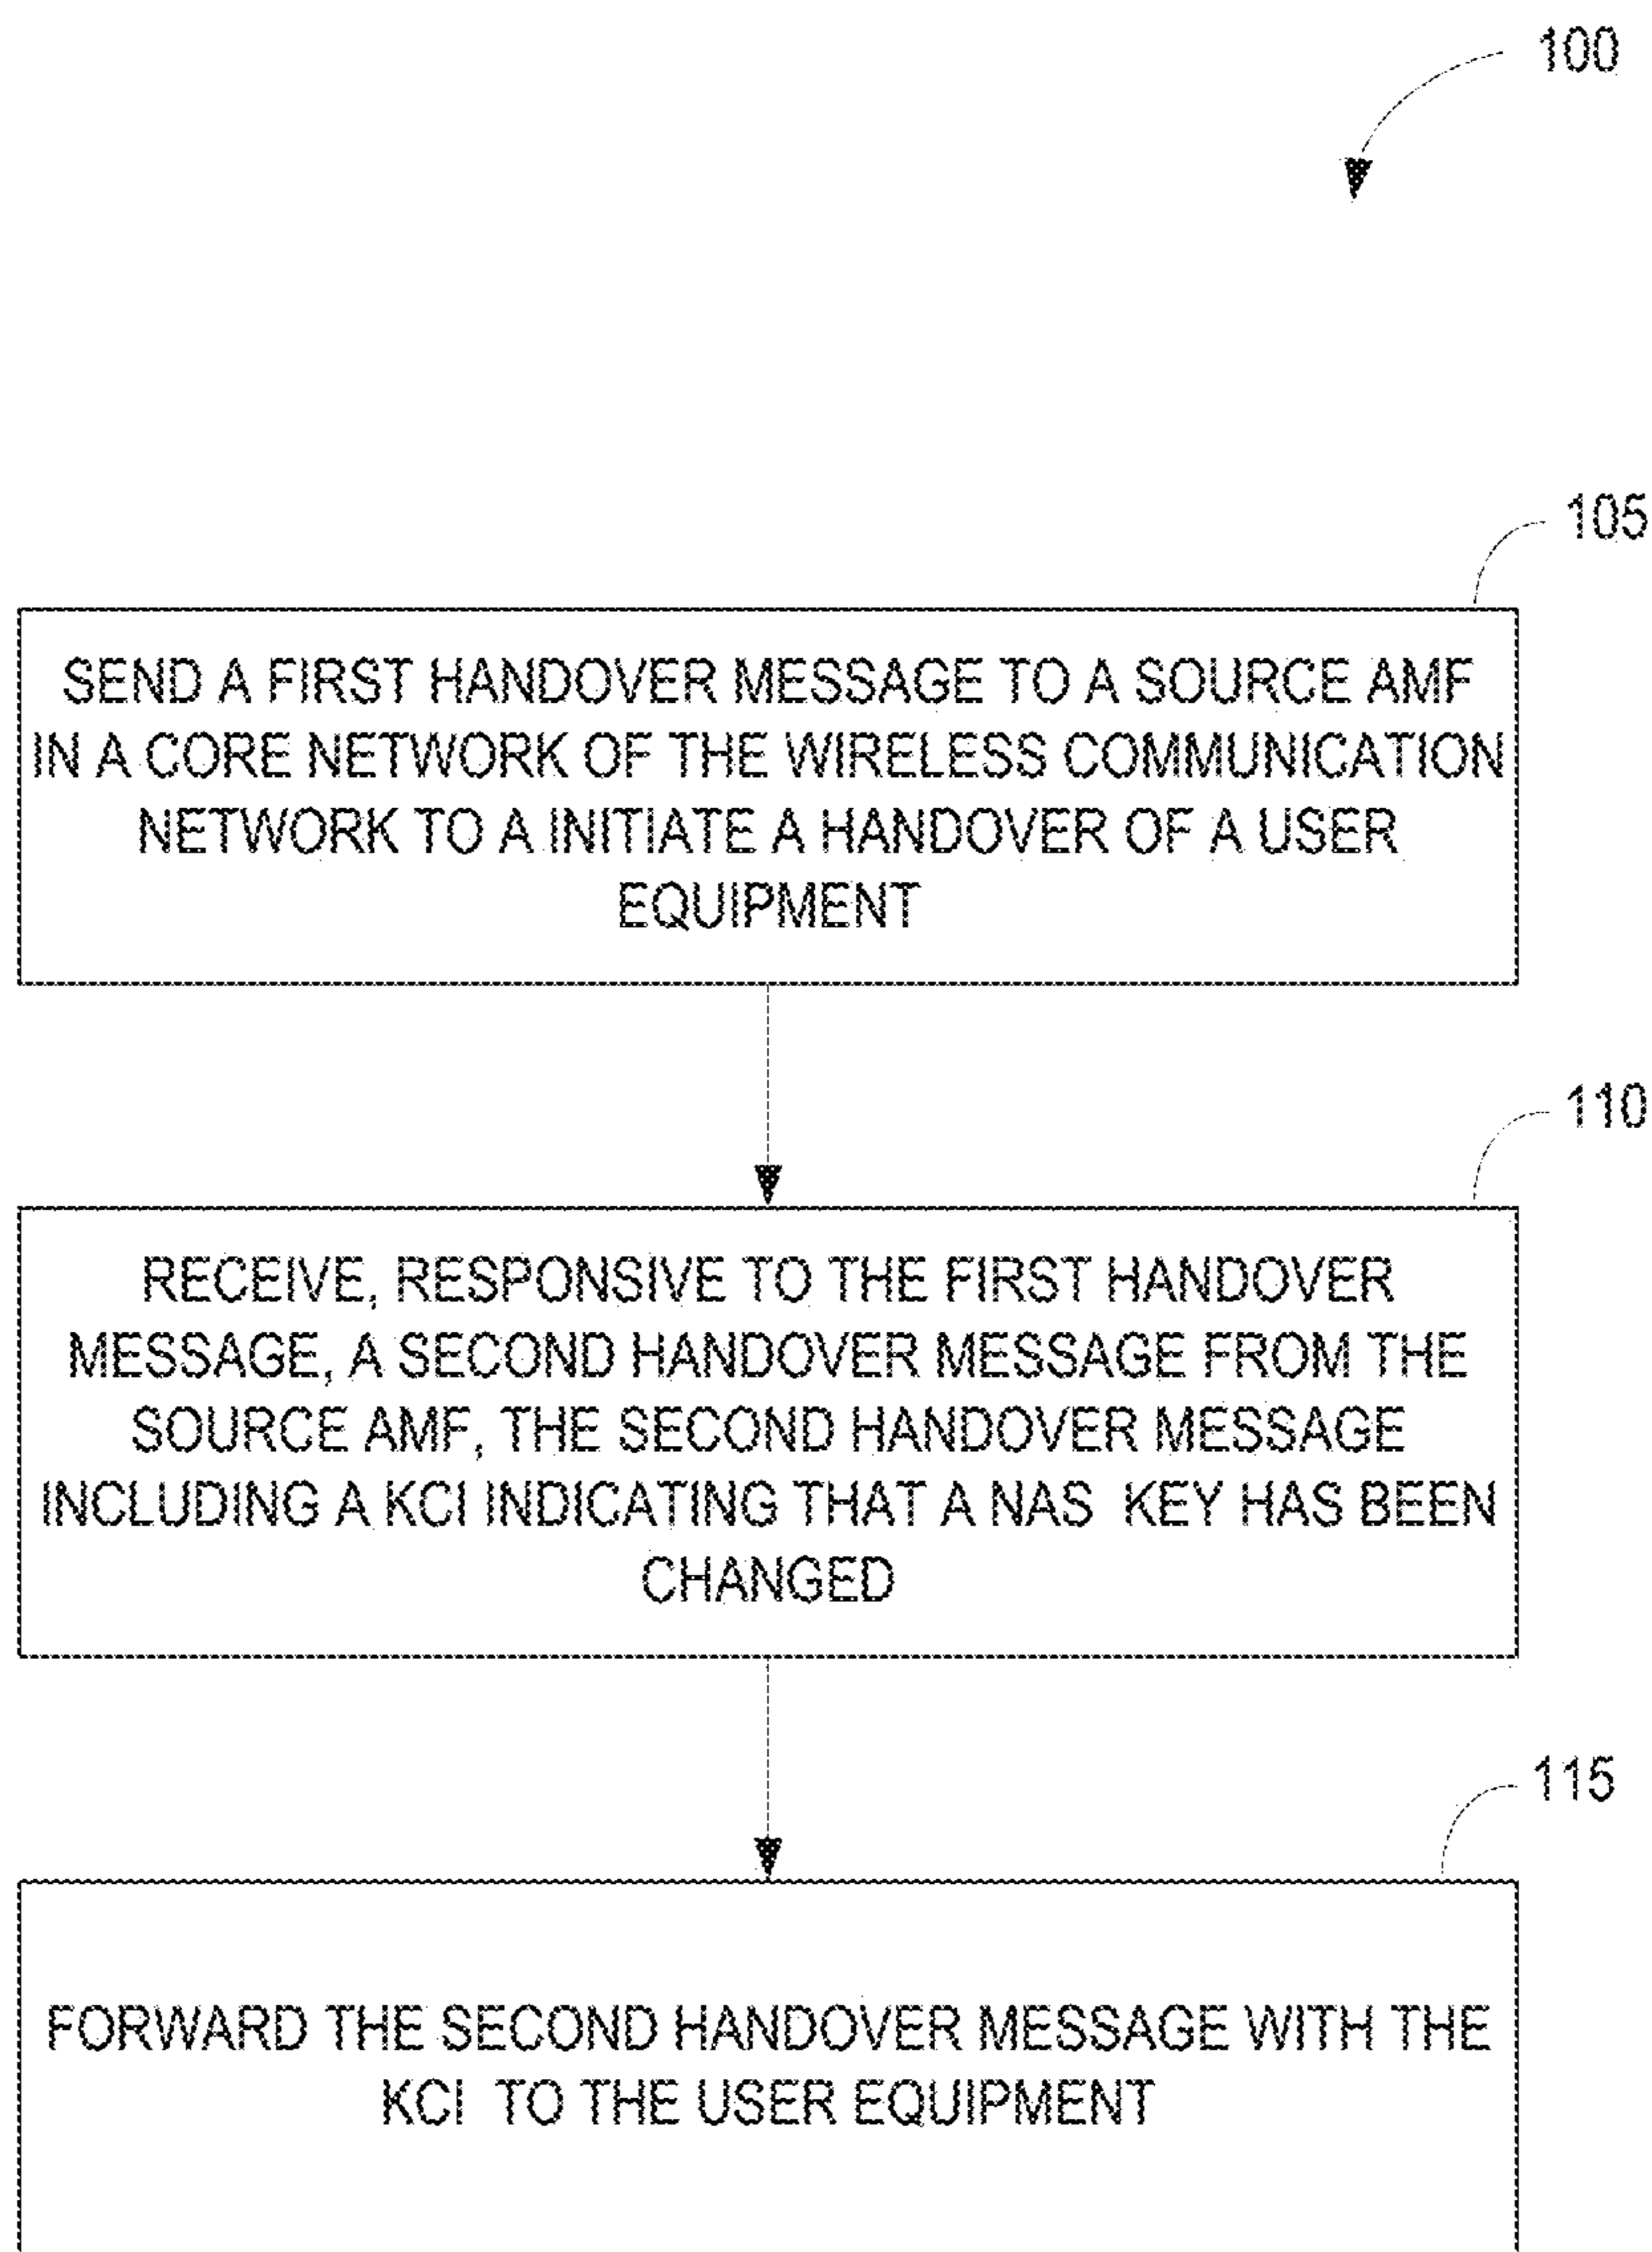 100
105
SEND A FIRST HANDOVER MESSAGE TO A SOURCE AMF
IN A CORE NETWORK OF THE WIRELESS COMMUNICATION
NETWORK TO A INITIATE A HANDOVER OF A USER
EQUIPMENT
110
RECEIVE, RESPONSIVE TO THE FIRST HANDOVER
MESSAGE, A SECOND HANDOVER MESSAGE FROM THE
SOURCE AMF, THE SECOND HANDOVER MESSAGE
INCLUDING A KCI INDICATING THAT A NAS KEY HAS BEEN
CHANGED
115
FORWARD THE SECOND HANDOVER MESSAGE WITH THE
KCI TO THE USER EQUIPMENT